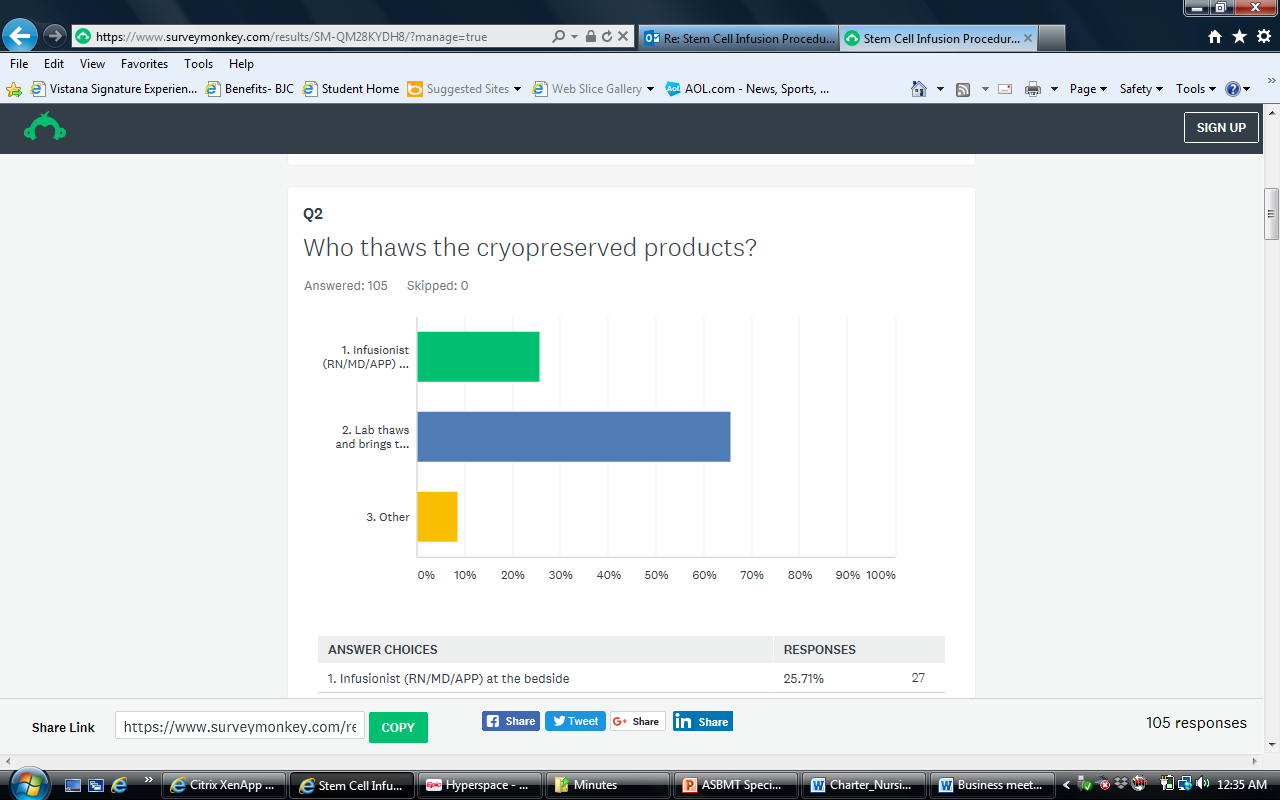 https://www.surveymonkey.com/results/SM-QM28KYDH8/?manage=true
Re: Stem Cell Infusion Procedu...
Stem Cell Infusion Procedur...
File Edit View Favorites Tools Help
Vistana Signature Experien... Benefits- BJC Student Home Suggested Sites Web Slice Gallery AOL.com - News, Sports, ... Page Safety Tools
SIGN UP
Q2
Who thaws the cryopreserved products?
Answered: 105 Skipped: 0
1. Infusionist
(RN/MD/APP) ...
2. Lab thaws
and brings t...
3. Other
0% 10% 20% 30% 40% 50% 60% 70% 80% 90% 100%
ANSWER CHOICES RESPONSES
1. Infusionist (RN/MD/APP) at the bedside 25.71% 27
Share Link https://www.surveymonkey.com/re COPY Share Tweet G+ Share in Share 105 responses
Citrix XenApp ... Stem Cell Infu... Epic Hyperspace - ... Minutes ASBMT Speci... Charter_Nursi... Business meet... 12:35 AM